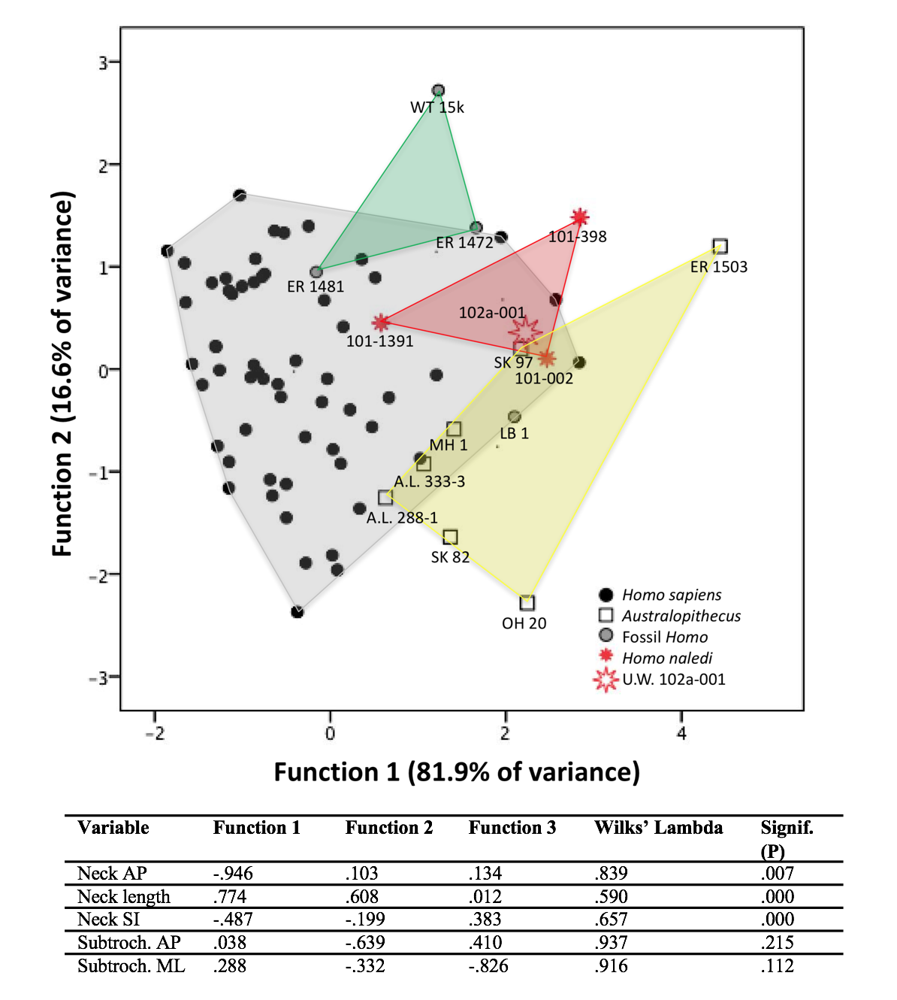 3
WT 15k
2
ER 1472
101-398
1
ER 1503
ER 1481
102a-001
101-1391
SK 97
0
101-002
LB 1
MH 1
−1
A.L. 333-3
A.L. 288-1
SK 82
−2
Homo sapiens
Australopithecus
OH 20
Fossil Homo
Homo naledi
−3
U.W. 102a-001
Function 2 (16.6% of variance)
−2 0 2 4
Function 1 (81.9% of variance)
Variable Function 1 Function 2 Function 3 Wilks’ Lambda Signif.
(P)
Neck AP -.946 .103 .134 .839 .007
Neck length .774 .608 .012 .590 .000
Neck SI -.487 -.199 .383 .657 .000
Subtroch. AP .038 -.639 .410 .937 .215
Subtroch. ML .288 -.332 -.826 .916 .112